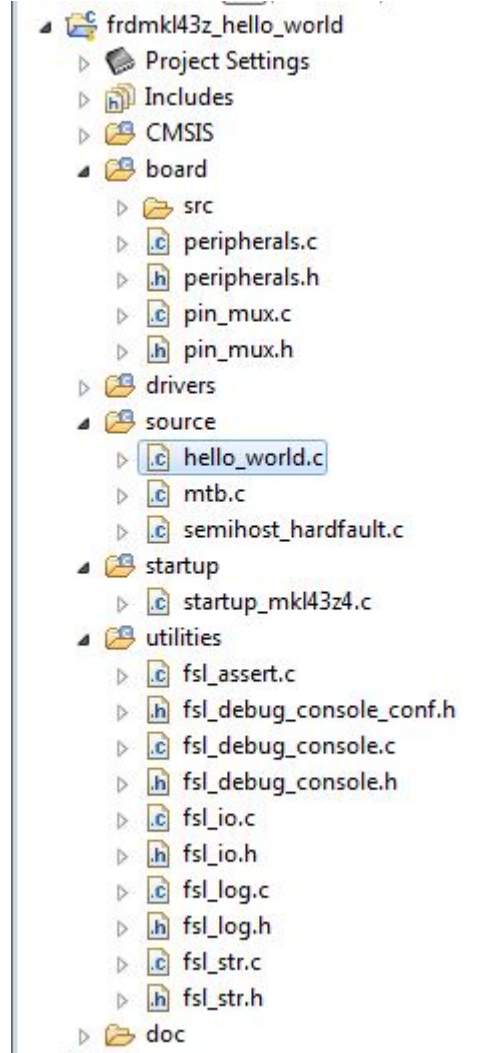 frdmkl43z_hello_world
Project Settings
Includes
CMSIS
board
src
peripherals.c
peripherals.h
pin_mux.c
pin_mux.h
drivers
source
hello_world.c
mtb.c
semihost_hardfault.c
startup
startup_mkl43z4.c
utilities
fsl_assert.c
fsl_debug_console_conf.h
fsl_debug_console.c
fsl_debug_console.h
fsl_io.c
fsl_io.h
fsl_log.c
fsl_log.h
fsl_str.c
fsl_str.h
doc